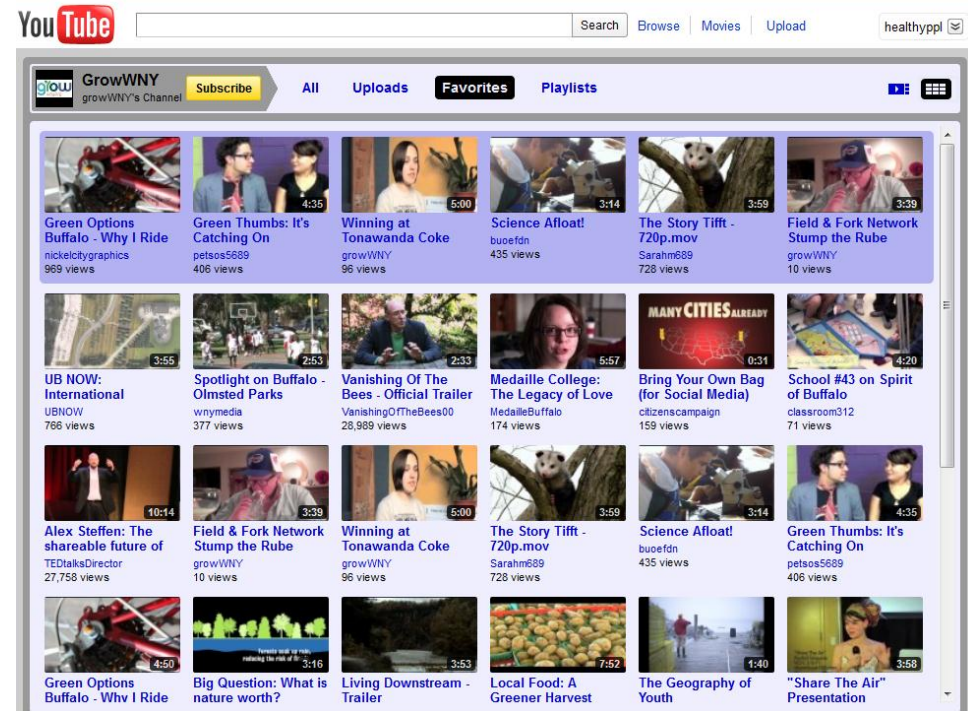 You Tube Search Browse Movies Upload healthyppl
grow GrowWNY
growWNY's Channel Subscribe All Uploads Favorites Playlists
4:35 5:00 3:14 3:59 3:39
Green Options Green Thumbs: It's Winning at Science Afloat! The Story Tifft - Field & Fork Network
Buffalo - Why I Ride Catching On Tonawanda Coke buoefdn 720p.mov Stump the Rube
nickelcitygraphics petsos5689 growWNY 435 views Sarahm689 growWNY
969 views 406 views 96 views 728 views 10 views
MANY CITIES ALREADY
3:55 2:53 2:33 5:57 0:31 4:20
UB NOW: Spotlight on Buffalo - Vanishing Of The Medaille College: Bring Your Own Bag School #43 on Spirit
International Olmsted Parks Bees - Official Trailer The Legacy of Love (for Social Media) of Buffalo
UBNOW wnymedia VanishingOfTheBees00 MedailleBuffalo citizenscampaign classroom312
766 views 377 views 28,989 views 174 views 159 views 71 views
10:14 3:39 5:00 3:59 3:14 4:35
Alex Steffen: The Field & Fork Network Winning at The Story Tifft - Science Afloat! Green Thumbs: It's
shareable future of Stump the Rube Tonawanda Coke 720p.mov buoefdn Catching On
TEDtalksDirector growWNY growWNY Sarahm689 435 views petsos5689
27,758 views 10 views 96 views 728 views 406 views
Forests soak up rain,
reducing the risk of
4:50 3:16 3:53 7:52 1:40 3:58
Green Options Big Question: What is Living Downstream - Local Food: A The Geography of "Share The Air"
Buffalo - Why I Ride nature worth? Trailer Greener Harvest Youth Presentation